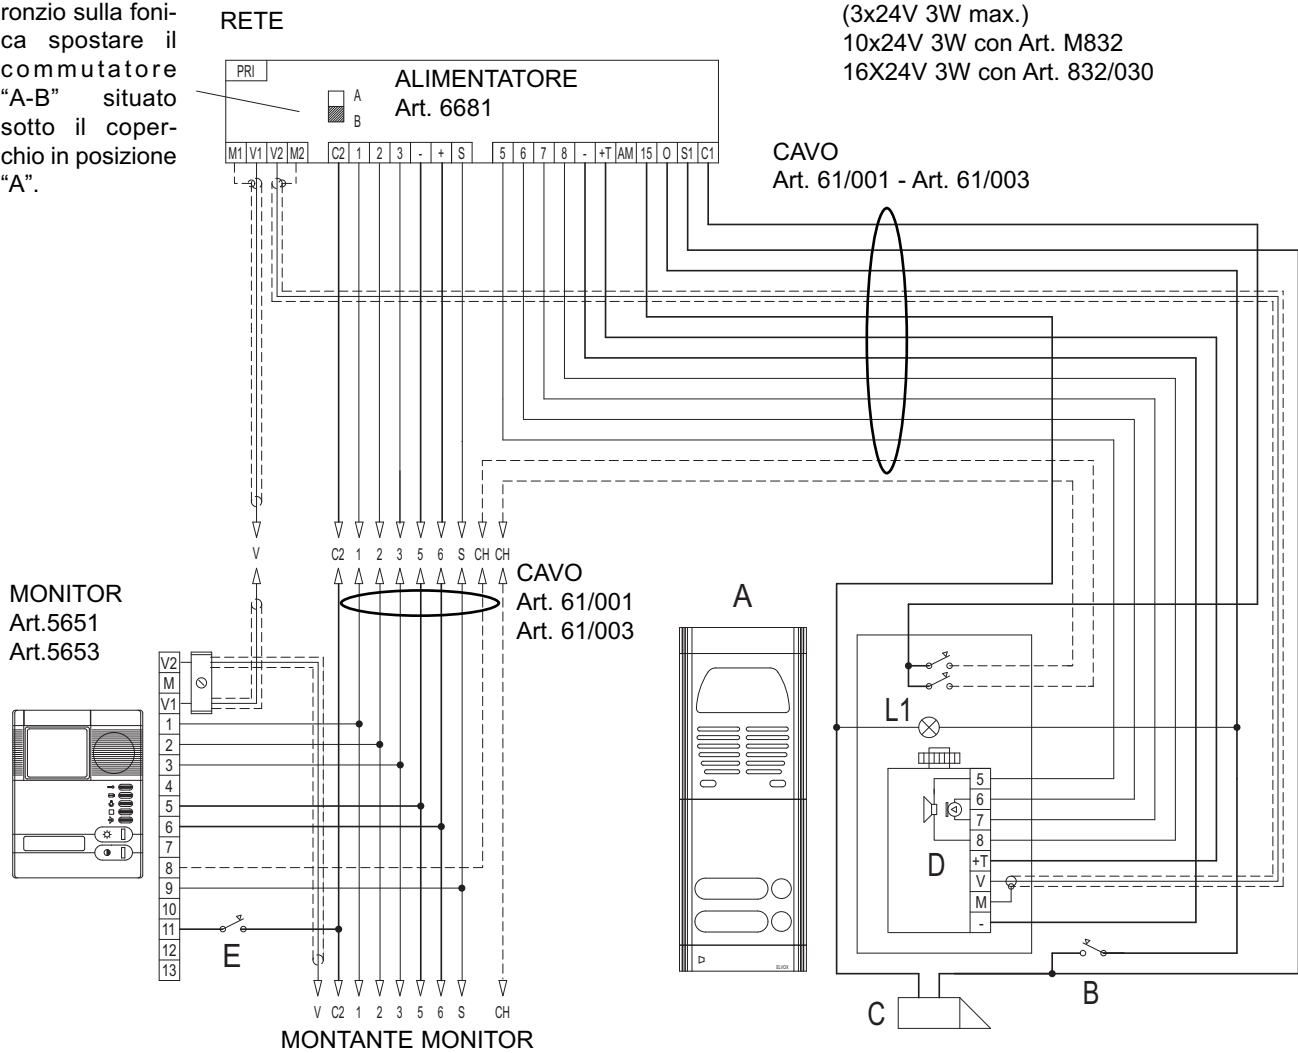 ronzio sulla foni-
ca spostare il
commutatore
“A-B” situato
sotto il coper-
chio in posizione
“A”.
RETE
(3x24V 3W max.)
10x24V 3W con Art. M832
16X24V 3W con Art. 832/030
PRI
ALIMENTATORE
Art. 6681
A
B
M1 V1 V2 M2 C2 1 2 3 - + S 5 6 7 8 - +T AM 15 O S1 C1
CAVO
Art. 61/001 - Art. 61/003
V C2 1 2 3 5 6 S CH CH
CAVO
Art. 61/001
Art. 61/003
MONITOR
Art.5651
Art.5653
V2
M
V1
1
2
3
4
5
6
7
8
9
10
11
12
13
E
V C2 1 2 3 5 6 S CH
MONTANTE MONITOR
A
ELVOX
L1
5
6
7
8
+T
V
M
-
D
B
C